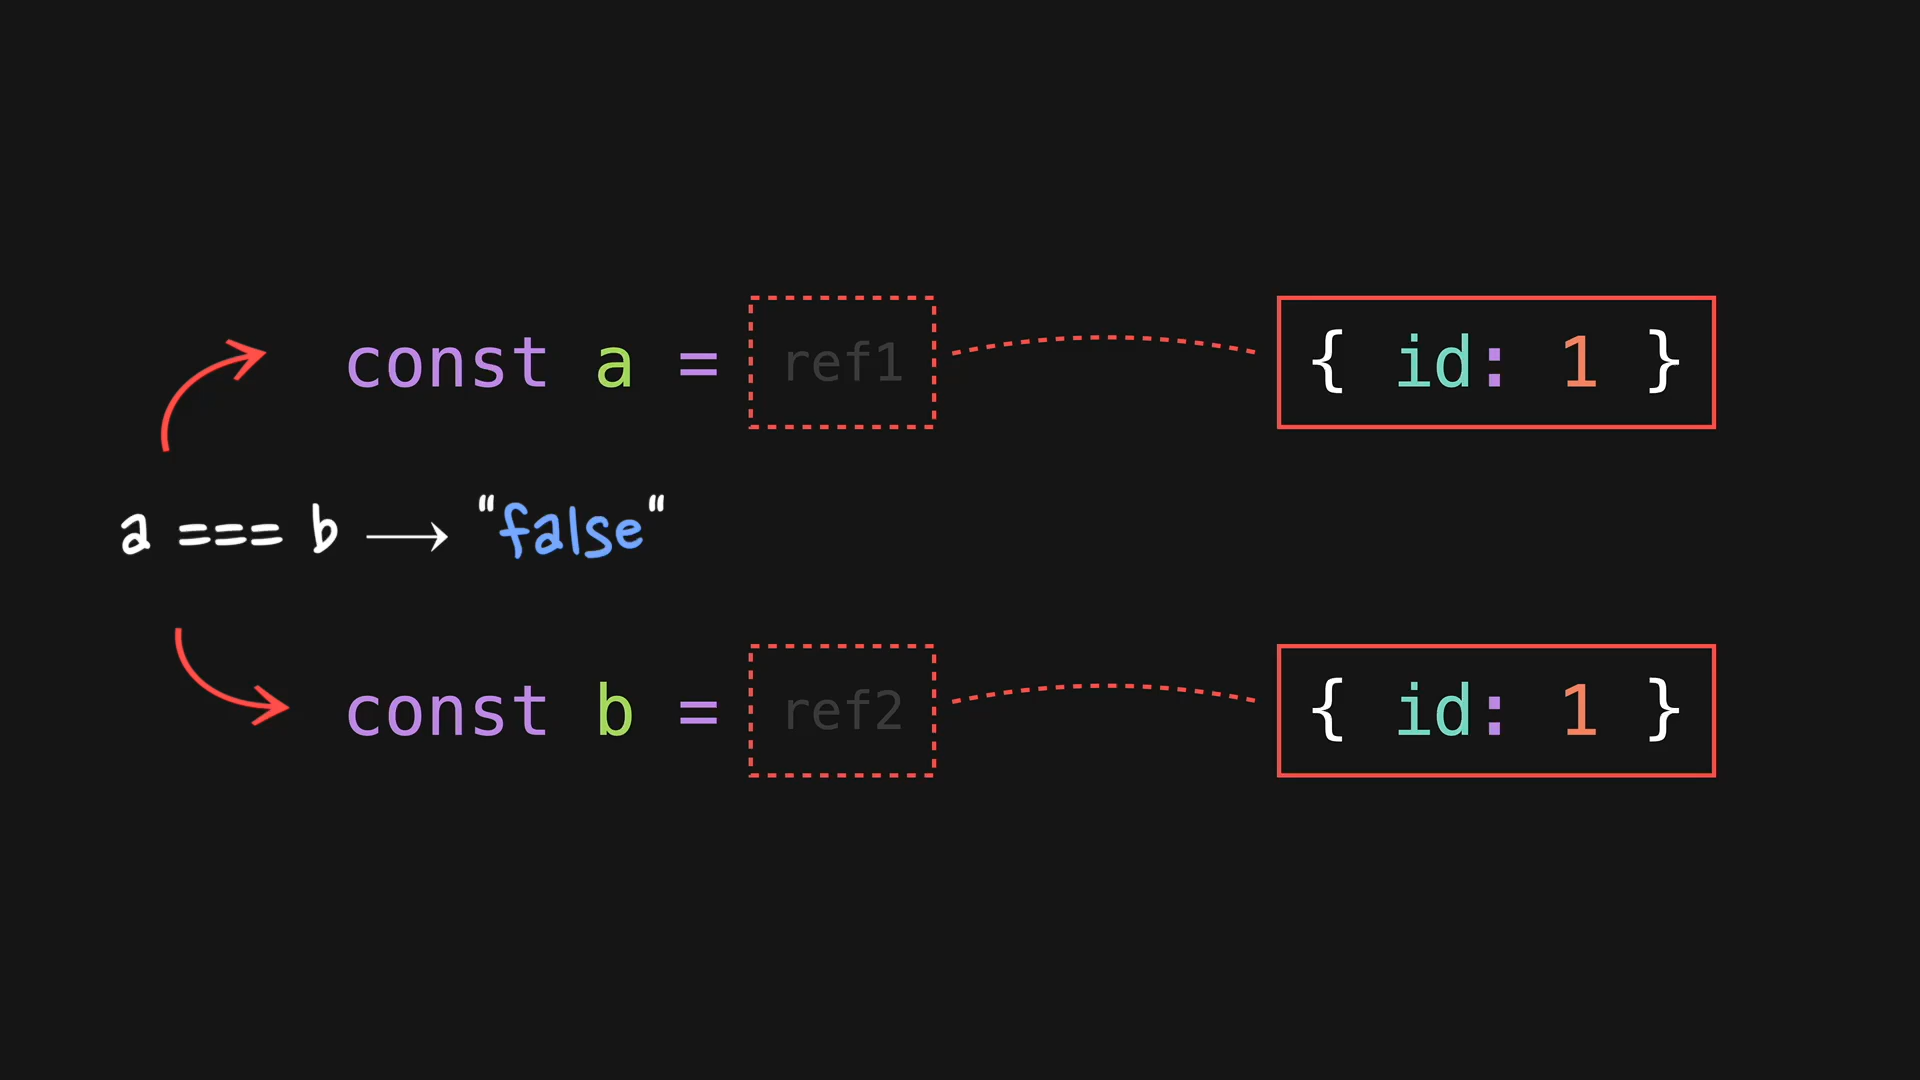 const a = ref1 { id: 1 }
a === b → "false"
const b = ref2 { id: 1 }